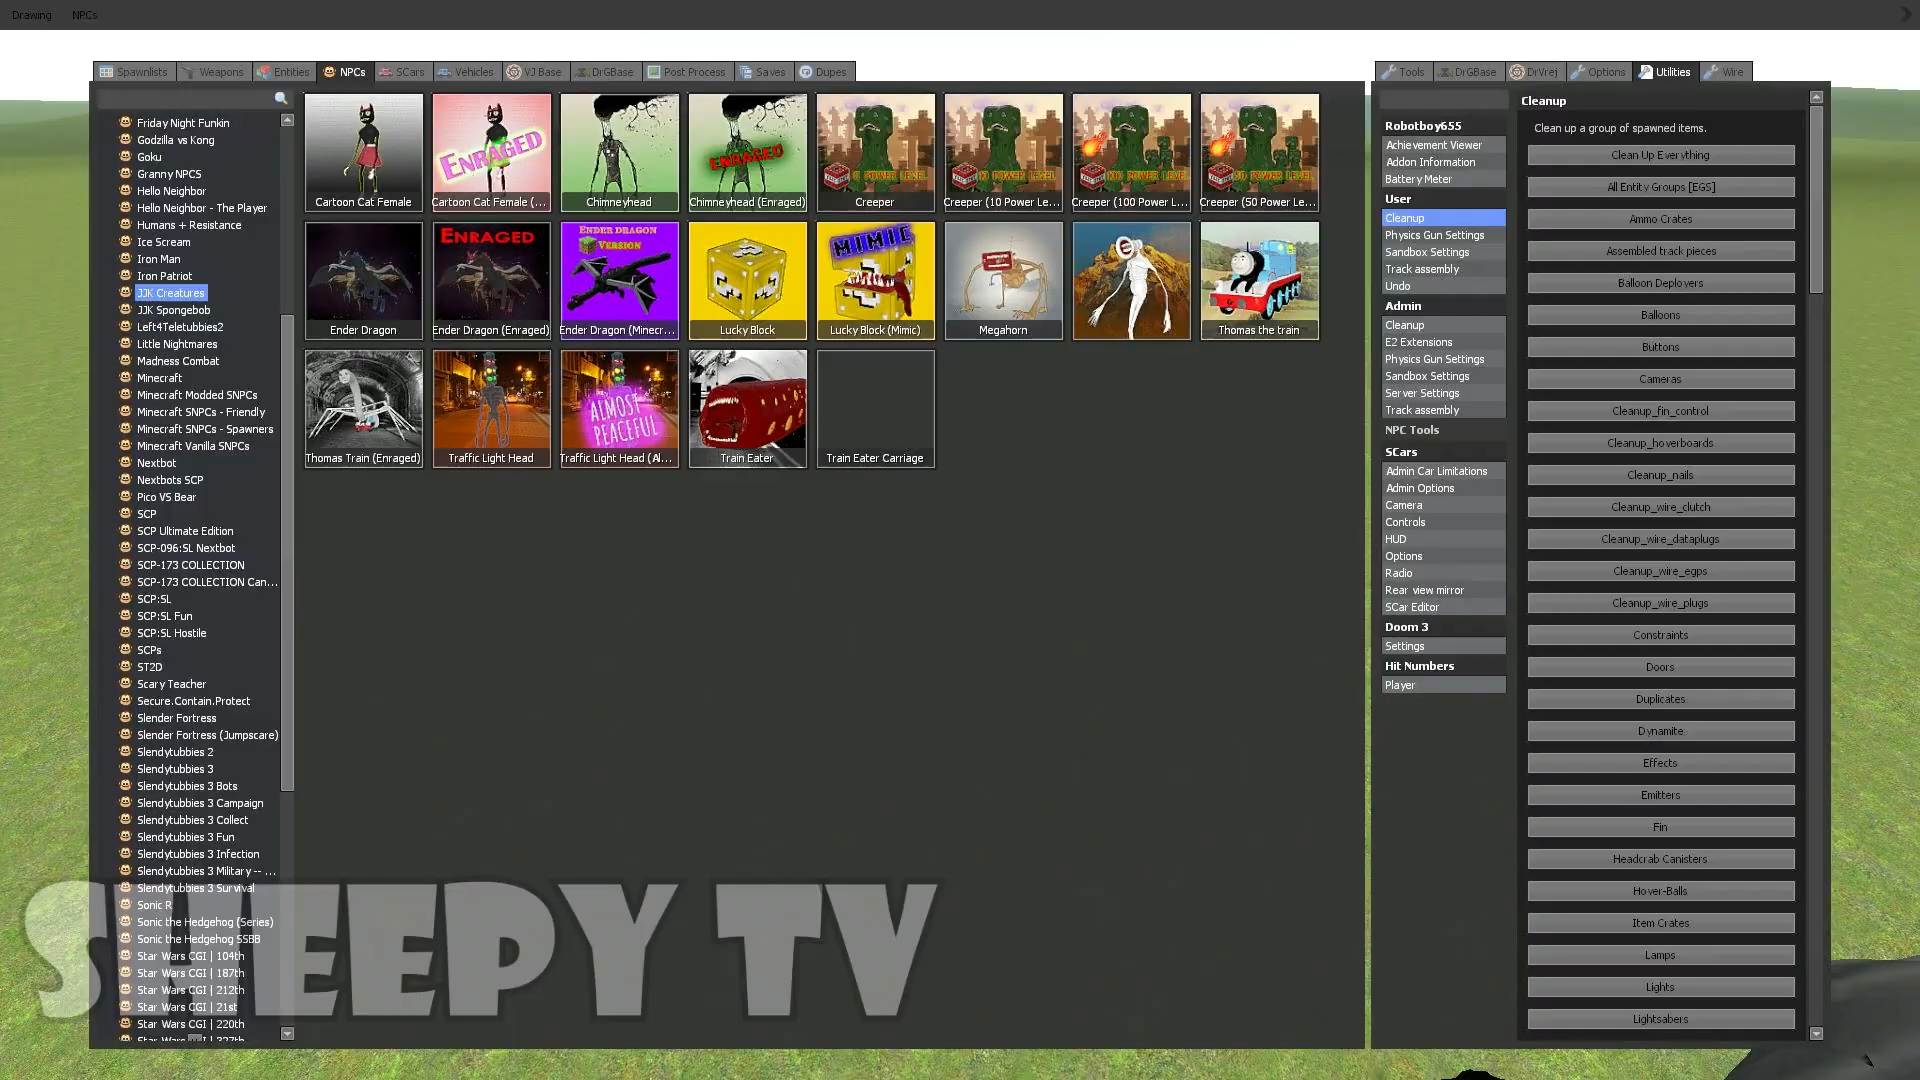 Drawing NPCs
Spawnlists Weapons Entities NPCs SCars Vehicles VJ Base DrGBase Post Process Saves Dupes
Friday Night Funkin
Godzilla vs Kong
Goku
Granny NPCS
Hello Neighbor
Hello Neighbor - The Player
Humans + Resistance
Ice Scream
Iron Man
Iron Patriot
JJK Creatures
JJK Spongebob
Left4Teletubbies2
Little Nightmares
Madness Combat
Minecraft
Minecraft Modded SNPCs
Minecraft SNPCs - Friendly
Minecraft SNPCs - Spawners
Minecraft Vanilla SNPCs
Nextbot
Nextbots SCP
Pico VS Bear
SCP
SCP Ultimate Edition
SCP-096:SL Nextbot
SCP-173 COLLECTION
SCP-173 COLLECTION Can...
SCP:SL
SCP:SL Fun
SCP:SL Hostile
SCPs
ST2D
Scary Teacher
Secure.Contain.Protect
Slender Fortress
Slender Fortress (Jumpscare)
Slendytubbies 2
Slendytubbies 3
Slendytubbies 3 Bots
Slendytubbies 3 Campaign
Slendytubbies 3 Collect
Slendytubbies 3 Fun
Slendytubbies 3 Infection
Slendytubbies 3 Military -- ...
Slendytubbies 3 Survival
Sonic R
Sonic the Hedgehog (Series)
Sonic the Hedgehog SSBB
Star Wars CGI | 104th
Star Wars CGI | 187th
Star Wars CGI | 212th
Star Wars CGI | 21st
Star Wars CGI | 220th
ENRAGED
ENRAGED
0 POWER LEVEL
10 POWER LEVEL
100 POWER LEVEL
50 POWER LEVEL
Cartoon Cat Female
Cartoon Cat Female (...
Chimneyhead
Chimneyhead (Enraged)
Creeper
Creeper (10 Power Le...
Creeper (100 Power L...
Creeper (50 Power Le...
ENRAGED
ENDER DRAGON
VERSION
MIMIC
Ender Dragon
Ender Dragon (Enraged)
Ender Dragon (Minecr...
Lucky Block
Lucky Block (Mimic)
Megahorn
Thomas the train
ALMOST
PEACEFUL
Thomas Train (Enraged)
Traffic Light Head
Traffic Light Head (Al...
Train Eater
Train Eater Carriage
SHEEPY TV
Tools DrGBase DrVrej Options Utilities Wire
Robotboy655
Achievement Viewer
Addon Information
Battery Meter
User
Cleanup
Physics Gun Settings
Sandbox Settings
Track assembly
Undo
Admin
Cleanup
E2 Extensions
Physics Gun Settings
Sandbox Settings
Server Settings
Track assembly
NPC Tools
SCars
Admin Car Limitations
Admin Options
Camera
Controls
HUD
Options
Radio
Rear view mirror
SCar Editor
Doom 3
Settings
Hit Numbers
Player
Cleanup
Clean up a group of spawned items.
Clean Up Everything
All Entity Groups [EGS]
Ammo Crates
Assembled track pieces
Balloon Deployers
Balloons
Buttons
Cameras
Cleanup_fin_control
Cleanup_hoverboards
Cleanup_nails
Cleanup_wire_clutch
Cleanup_wire_dataplugs
Cleanup_wire_egps
Cleanup_wire_plugs
Constraints
Doors
Duplicates
Dynamite
Effects
Emitters
Fin
Headcrab Canisters
Hover-Balls
Item Crates
Lamps
Lights
Lightsabers